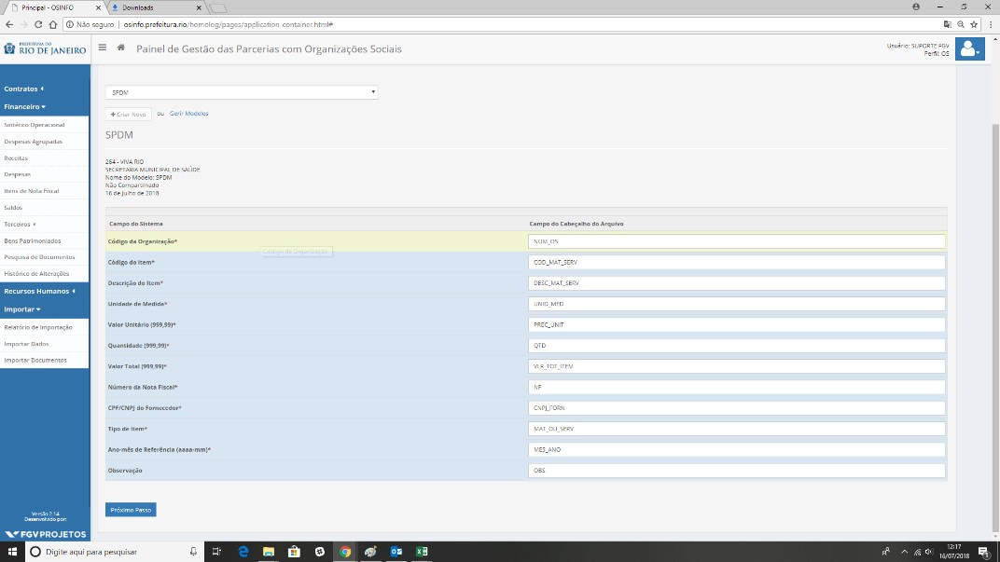 Principal - OSINFO
Downloads
Não seguro | osinfo.prefeitura.rio/homolog/pages/application-container.html#
PREFEITURA DO
RIO DE JANEIRO
Painel de Gestão das Parcerias com Organizações Sociais
Usuário: SUPORTE FGV
Perfil: OS
Contratos
Financeiro
Sintético Operacional
Despesas Agrupadas
Receitas
Despesas
Itens de Nota Fiscal
Saldos
Terceiros
Bens Patrimoniados
Pesquisa de Documentos
Histórico de Alterações
Recursos Humanos
Importar
Relatório de Importação
Importar Dados
Importar Documentos
Versão 2.14
Desenvolvido por:
FGV PROJETOS
SPDM
+ Criar Novo ou Gerir Modelos
SPDM
264 - VIVA RIO
SECRETARIA MUNICIPAL DE SAÚDE
Nome do Modelo: SPDM
Não Compartilhado
16 de julho de 2018
Campo do Sistema Campo do Cabeçalho do Arquivo
Código da Organização* NUM_OS
Código da Organização
Código do Item* COD_MAT_SERV
Descrição do Item* DESC_MAT_SERV
Unidade de Medida* UNID_MED
Valor Unitário (999,99)* PREC_UNIT
Quantidade (999,99)* QTD
Valor Total (999,99)* VLR_TOT_ITEM
Número da Nota Fiscal* NF
CPF/CNPJ do Fornecedor* CNPJ_FORN
Tipo de Item* MAT_OU_SERV
Ano-mês de Referência (aaaa-mm)* MES_ANO
Observação OBS
Próximo Passo
Digite aqui para pesquisar
12:17
16/07/2018